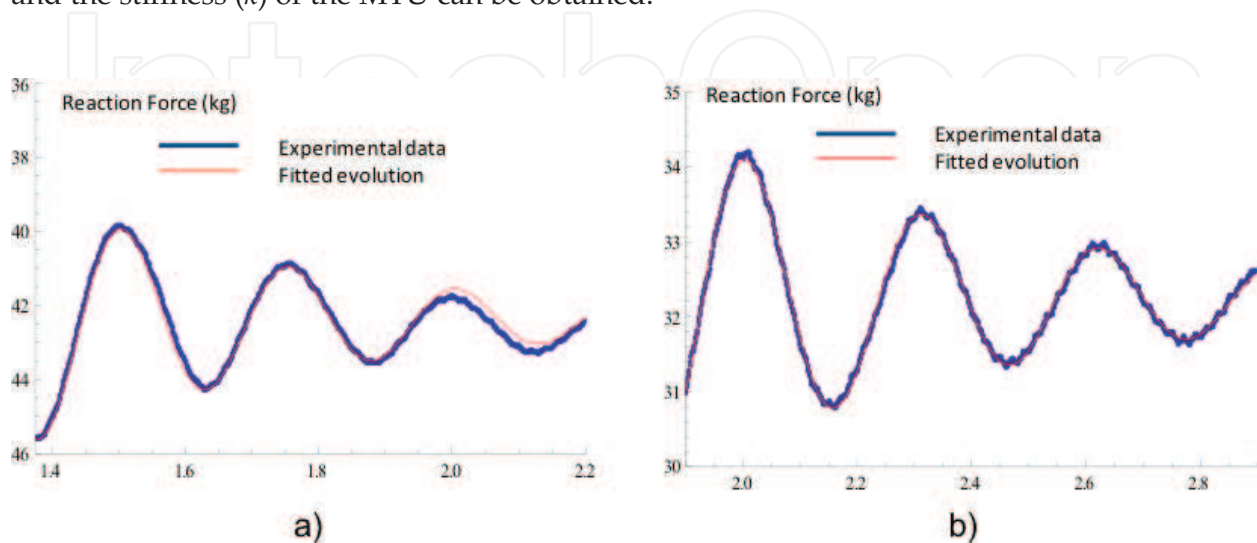 and the stiffness (k) of the MTU can be obtained.
IntechOpen
36
Reaction Force (kg)
Experimental data
Fitted evolution
38
40
42
44
46
1.4
1.6
1.8
2.0
2.2
a)
35
Reaction Force (kg)
Experimental data
Fitted evolution
34
33
32
31
30
2.0
2.2
2.4
2.6
2.8
b)